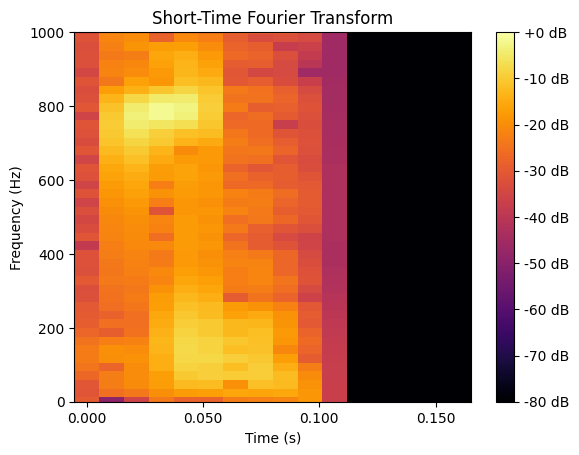 Short-Time Fourier Transform
1000
800
600
400
200
0
Frequency (Hz)
0.000
0.050
0.100
0.150
Time (s)
+0 dB
-10 dB
-20 dB
-30 dB
-40 dB
-50 dB
-60 dB
-70 dB
-80 dB